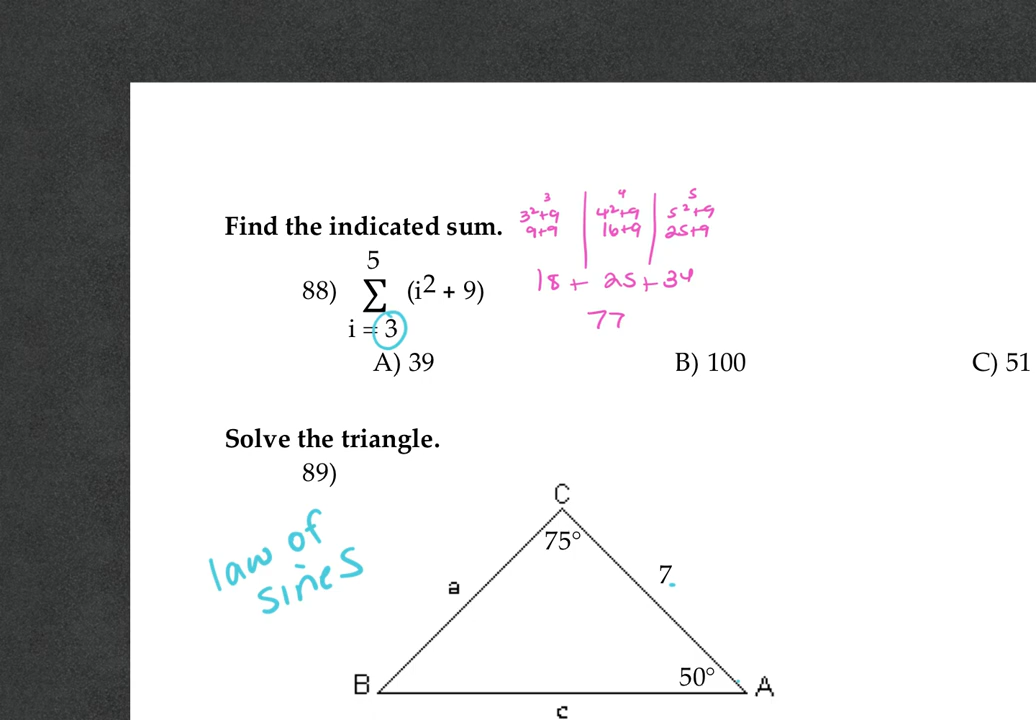 3 4 5
3²+9 | 4²+9 | 5²+9
Find the indicated sum. 9+9 | 16+9 | 25+9
5
88) Σ (i² + 9) 18 + 25 + 34
i = 3 77
A) 39 B) 100 C) 51
Solve the triangle.
89)
C
law of
sines
75°
7
a
50°
B A
c